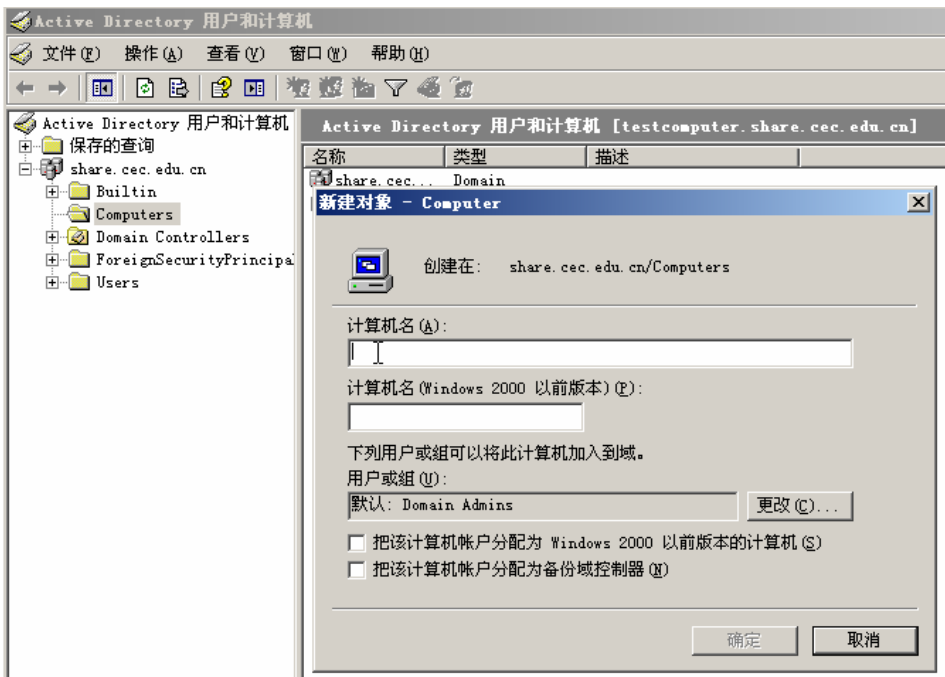 Active Directory 用户和计算机
文件(F) 操作(A) 查看(V) 窗口(W) 帮助(H)
Active Directory 用户和计算机
保存的查询
share.cec.edu.cn
Builtin
Computers
Domain Controllers
ForeignSecurityPrincipa
Users
Active Directory 用户和计算机 [testcomputer.share.cec.edu.cn]
名称 类型 描述
share.cec... Domain
新建对象 - Computer
创建在: share.cec.edu.cn/Computers
计算机名(A):
计算机名(Windows 2000 以前版本)(P):
下列用户或组可以将此计算机加入到域。
用户或组(U):
默认: Domain Admins
更改(C)...
把该计算机帐户分配为 Windows 2000 以前版本的计算机(S)
把该计算机帐户分配为备份域控制器(N)
确定 取消